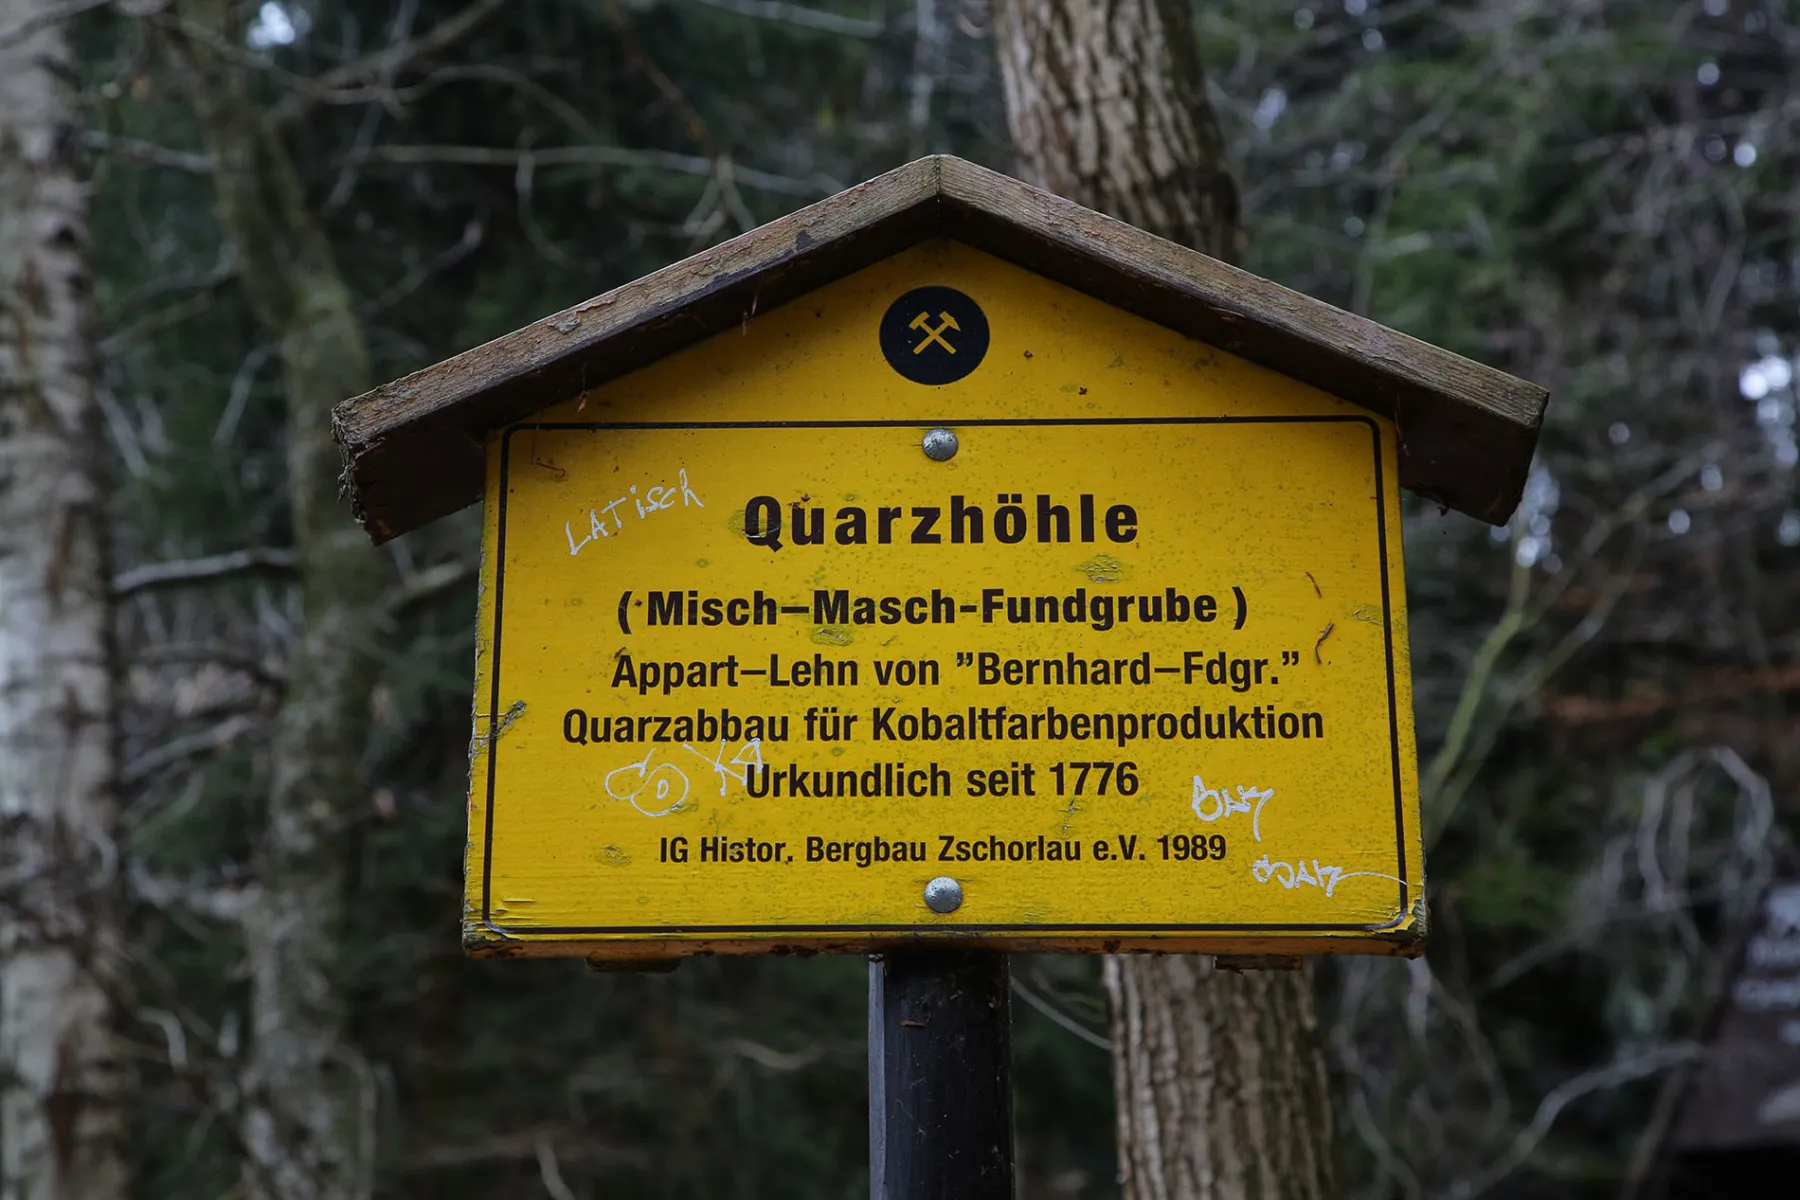 LATisch
Quarzhöhle
(Misch–Masch-Fundgrube)
Appart–Lehn von ”Bernhard–Fdgr.”
Quarzabbau für Kobaltfarbenproduktion
Urkundlich seit 1776
IG Histor. Bergbau Zschorlau e.V. 1989